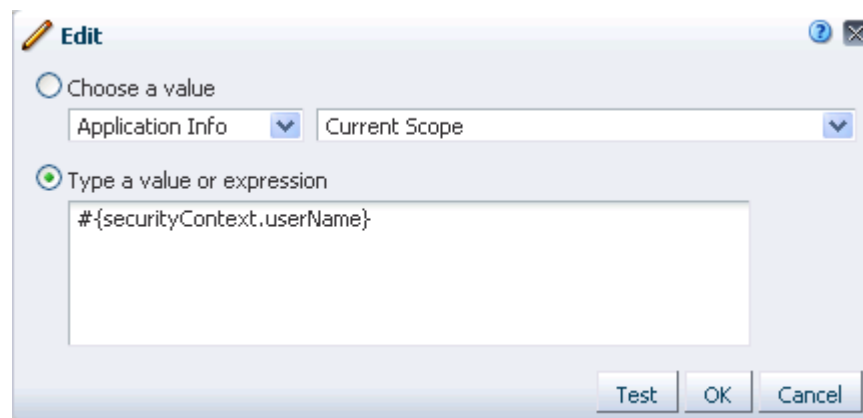 Edit
Choose a value
Application Info Current Scope
Type a value or expression
#{securityContext.userName}
Test OK Cancel